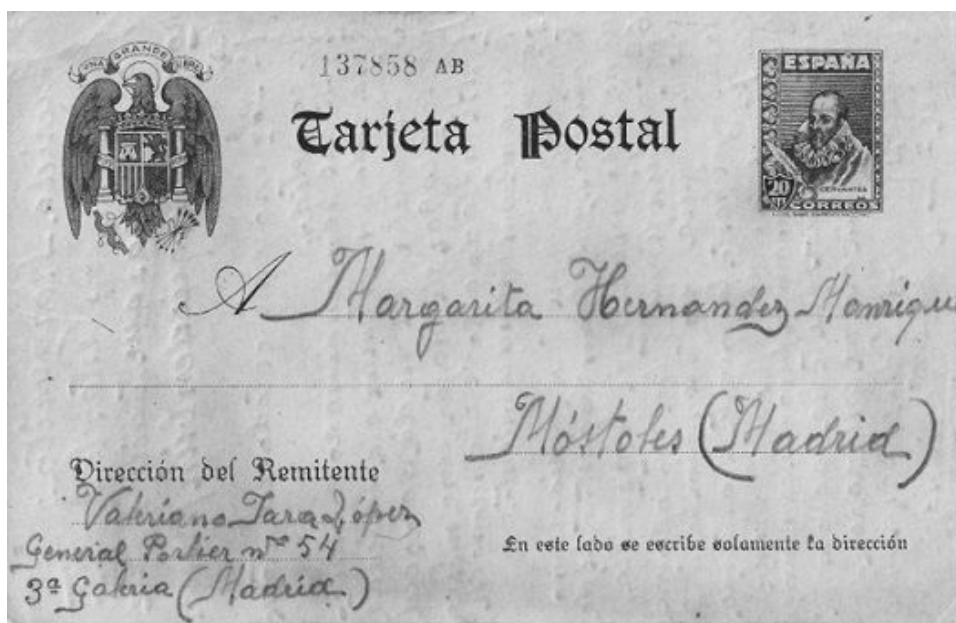 UNA GRANDE LIBRE
137858 AB
Tarjeta Postal
ESPAÑA
20
CERVANTES
CORREOS
A Margarita Hernandez Manrique
Móstoles (Madrid)
Dirección del Remitente
Valeriano Jara López
General Porlier nº 54
3ª Galeria (Madrid)
En este lado se escribe solamente la dirección